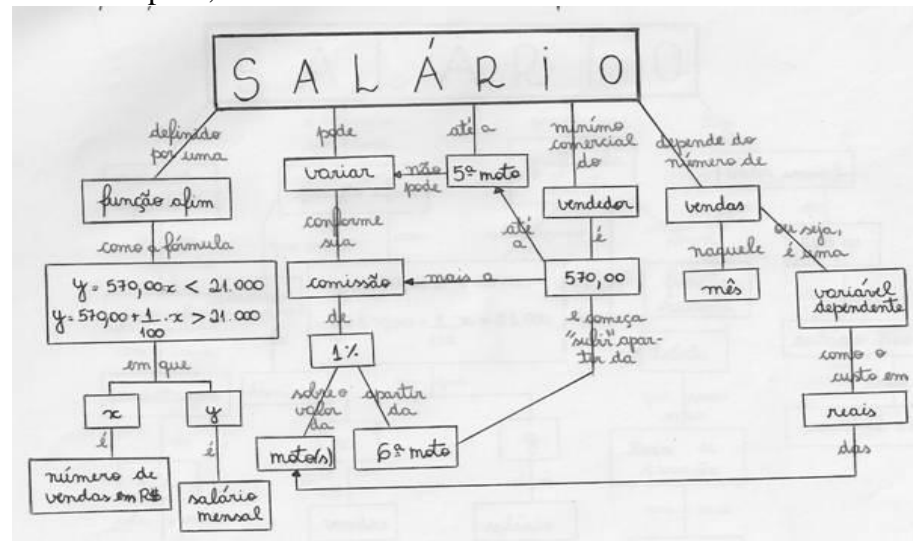 SALÁRIO
definido
por uma
função afim
como a fórmula
y = 570,00x < 21.000
y = 570,00 + 1/100 . x > 21.000
em que
x
é
número de
vendas em R$
y
é
salário
mensal
pode
variar
conforme
sua
comissão
de
1%
sobre o
valor
da
moto(s)
apartir
da
6ª moto
até a
5ª moto
não
pode
mínimo
comercial
do
vendedor
é
570,00
até
a
mais a
e começa
"subir" apar-
tir da
depende do
número de
vendas
naquele
mês
ou seja,
é uma
variável
dependente
como o
custo em
reais
das